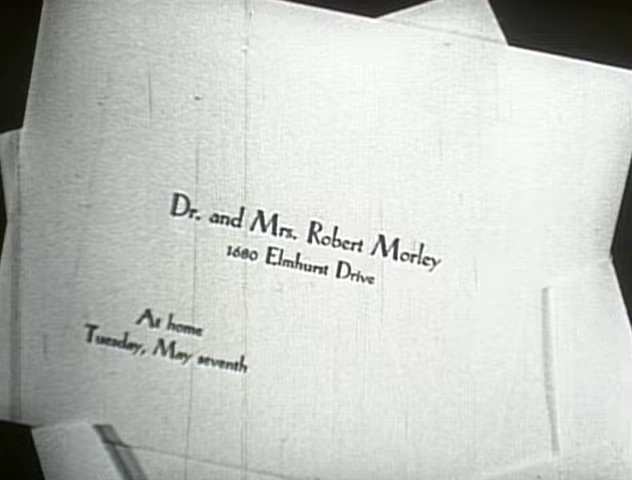 Dr. and Mrs. Robert Morley
1680 Elmhurst Drive
At home
Tuesday, May seventh